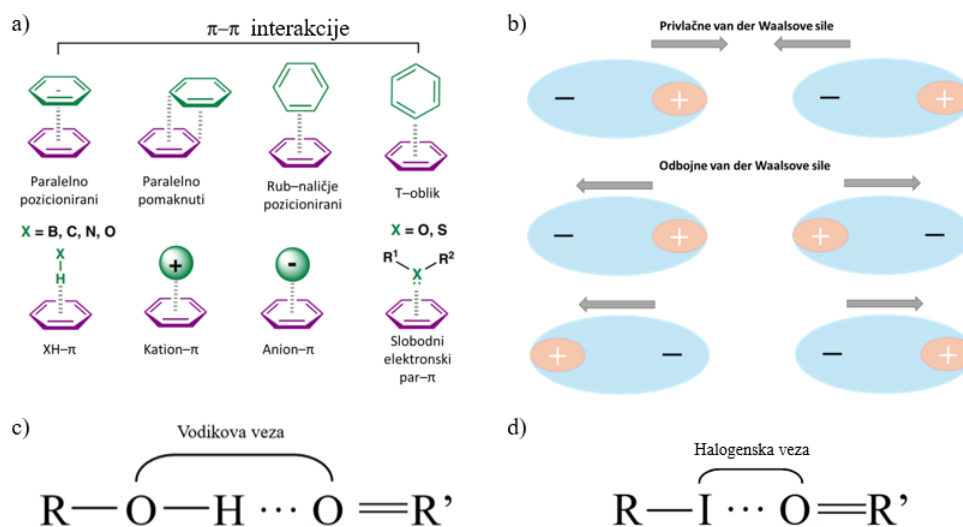 a)
π–π interakcije
Paralelno
pozicionirani
Paralelno
pomaknuti
Rub–naličje
pozicionirani
T–oblik
X = B, C, N, O
X = O, S
X
H
+
-
R¹ R²
X
XH–π
Kation–π
Anion–π
Slobodni
elektronski
par–π
b)
Privlačne van der Waalsove sile
− + − +
Odbojne van der Waalsove sile
− + + −
+ − − +
c)
Vodikova veza
R—O—H···O═R’
d)
Halogenska veza
R—I···O═R’